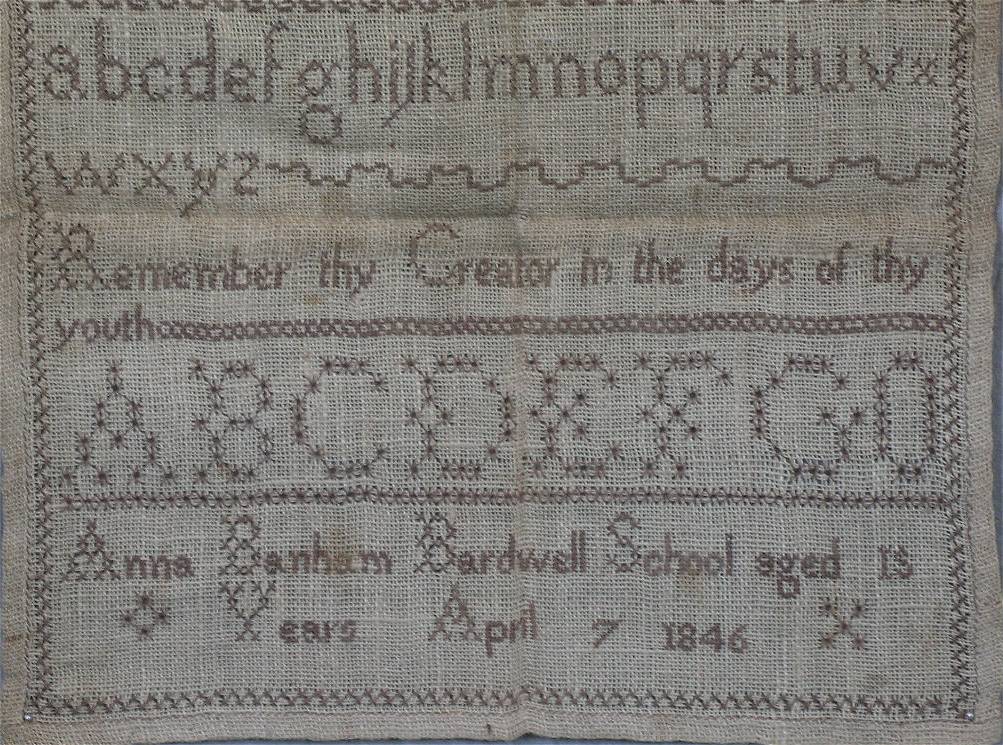 abcdefghijklmnopqrstuvx
wxyz
Remember thy Creator in the days of thy
youth
ABCDEFGO
Anna Banham Bardwell School aged 13
Years April 7 1846